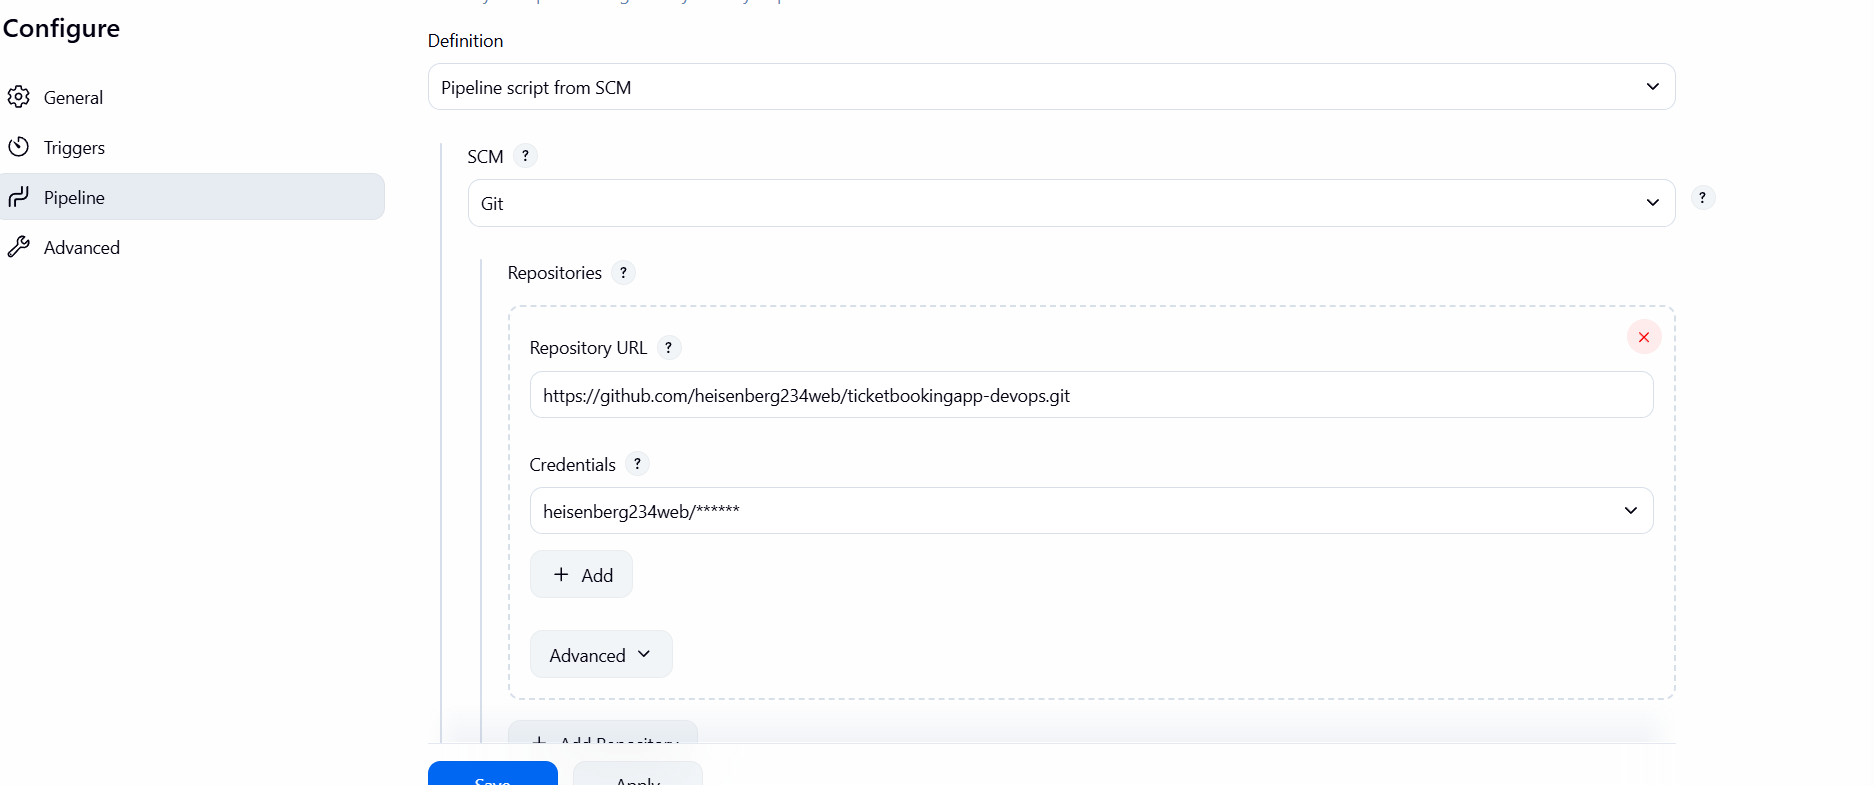 Configure
General
Triggers
Pipeline
Advanced
Definition
Pipeline script from SCM
SCM ?
Git
?
Repositories ?
Repository URL ?
https://github.com/heisenberg234web/ticketbookingapp-devops.git
Credentials ?
heisenberg234web/******
+ Add
Advanced
+ Add Repository
Save
Apply